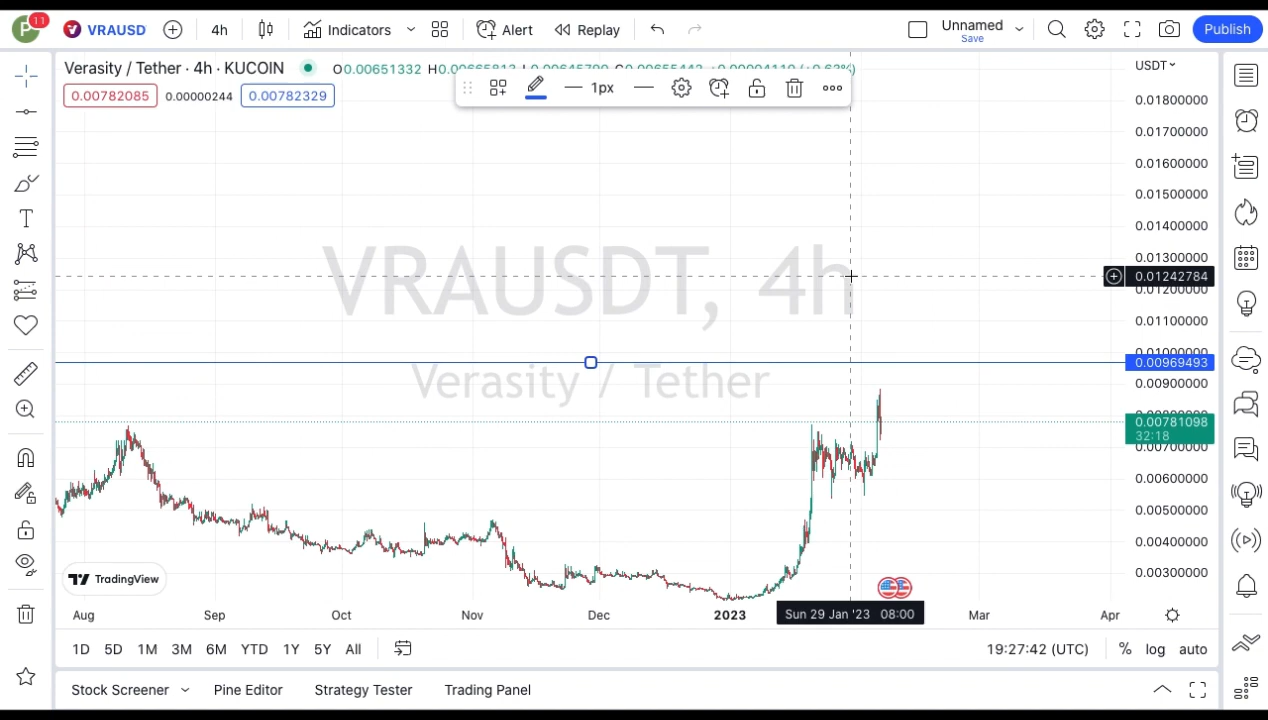 P 11 VRAUSD 4h Indicators Alert Replay Unnamed Save Publish
Verasity / Tether · 4h · KUCOIN O0.00651332
0.00782085 0.00000244 0.00782329
1px
USDT
0.01800000
0.01700000
0.01600000
0.01500000
0.01400000
0.01300000
0.01242784
0.01200000
0.01100000
0.01000000
0.00969493
0.00900000
0.00781098
32:18
0.00700000
0.00600000
0.00500000
0.00400000
0.00300000
VRAUSDT, 4h
Verasity / Tether
TradingView
Aug Sep Oct Nov Dec 2023 Sun 29 Jan '23 08:00 Mar Apr
1D 5D 1M 3M 6M YTD 1Y 5Y All 19:27:42 (UTC) % log auto
Stock Screener Pine Editor Strategy Tester Trading Panel